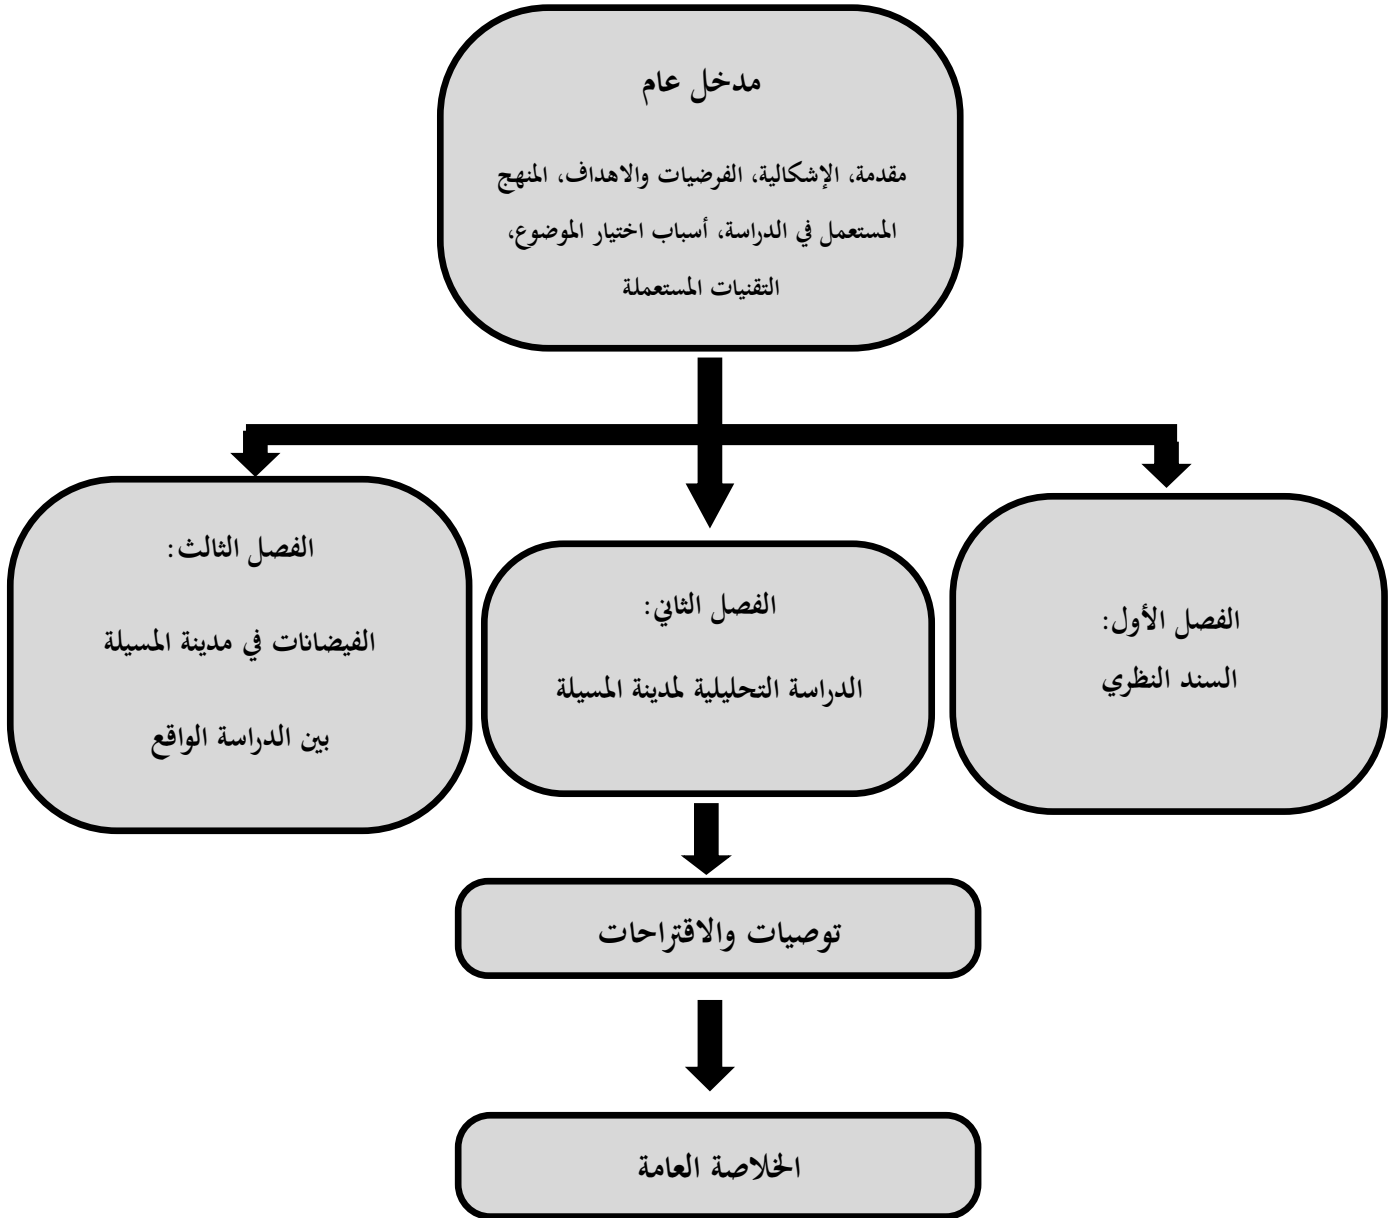 مدخل عام
مقدمة، الإشكالية، الفرضيات والاهداف، المنهج
المستعمل في الدراسة، أسباب اختيار الموضوع،
التقنيات المستعملة
الفصل الأول:
السند النظري
الفصل الثاني:
الدراسة التحليلية لمدينة المسيلة
الفصل الثالث:
الفيضانات في مدينة المسيلة
بين الدراسة الواقع
توصيات والاقتراحات
الخلاصة العامة